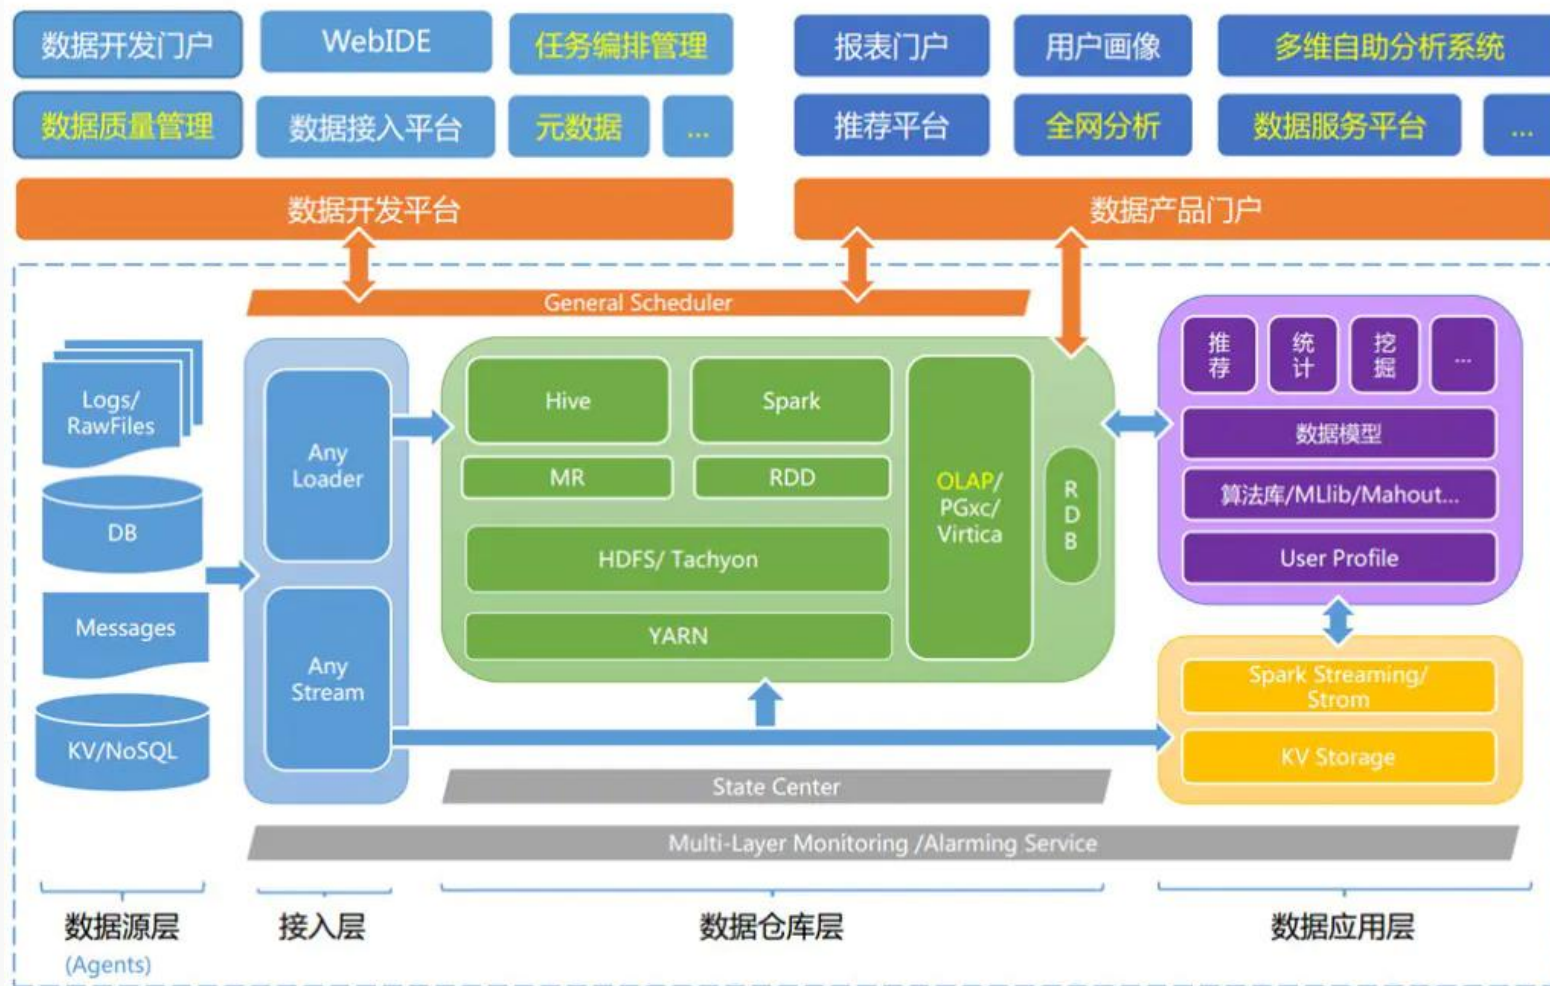 数据开发门户
WebIDE
任务编排管理
报表门户
用户画像
多维自助分析系统
数据质量管理
数据接入平台
元数据
...
推荐平台
全网分析
数据服务平台
...
数据开发平台
数据产品门户
General Scheduler
Logs/
RawFiles
DB
Messages
KV/NoSQL
Any
Loader
Any
Stream
Hive
Spark
MR
RDD
HDFS/ Tachyon
YARN
OLAP/
PGxc/
Virtica
R
D
B
推
荐
统
计
挖
掘
...
数据模型
算法库/MLlib/Mahout...
User Profile
Spark Streaming/
Strom
KV Storage
State Center
Multi-Layer Monitoring /Alarming Service
数据源层
(Agents)
接入层
数据仓库层
数据应用层